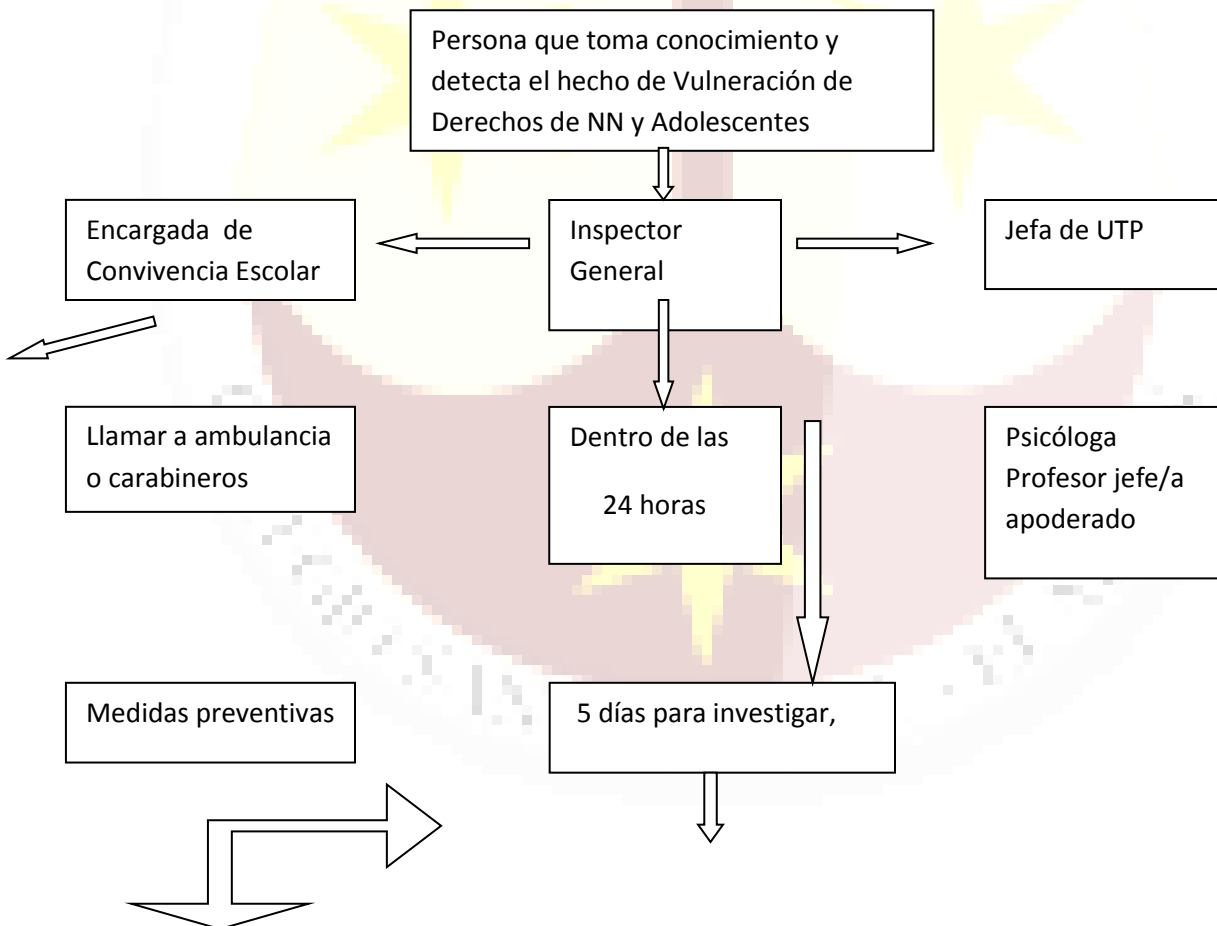 Persona que toma conocimiento y
detecta el hecho de Vulneración de
Derechos de NN y Adolescentes
Encargada de
Convivencia Escolar
Inspector
General
Jefa de UTP
Llamar a ambulancia
o carabineros
Dentro de las
24 horas
Psicóloga
Profesor jefe/a
apoderado
Medidas preventivas
5 días para investigar,